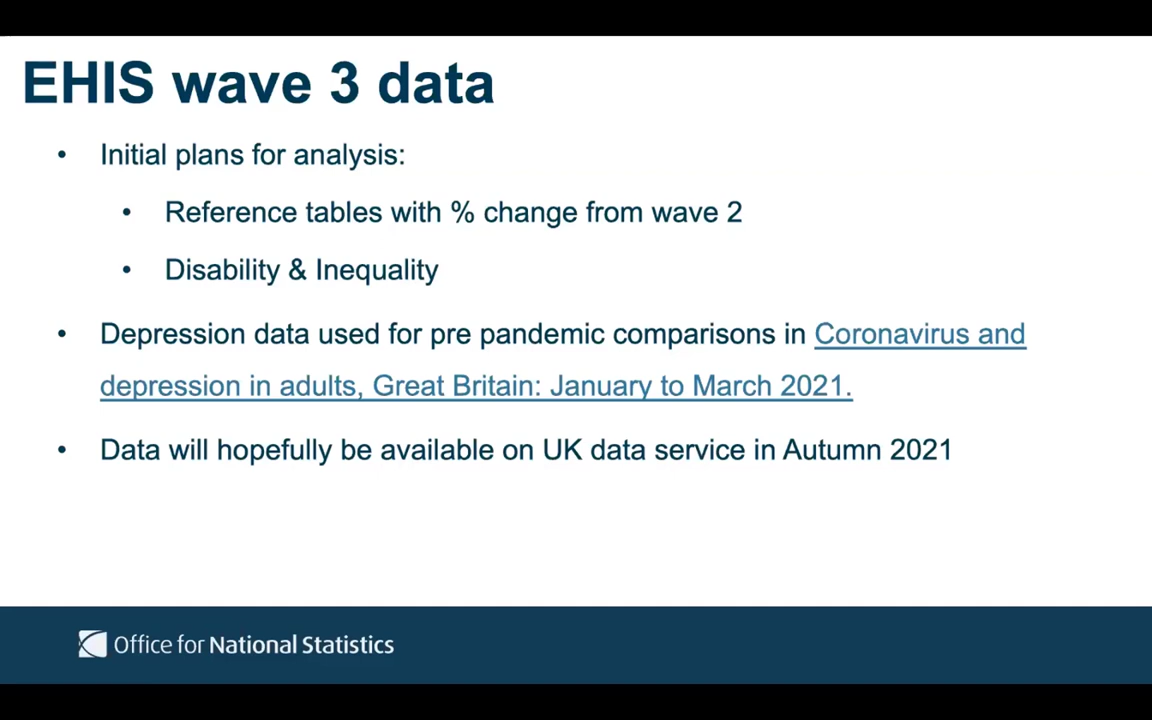 EHIS wave 3 data
• Initial plans for analysis:
• Reference tables with % change from wave 2
• Disability & Inequality
• Depression data used for pre pandemic comparisons in Coronavirus and
depression in adults, Great Britain: January to March 2021.
• Data will hopefully be available on UK data service in Autumn 2021
Office for National Statistics